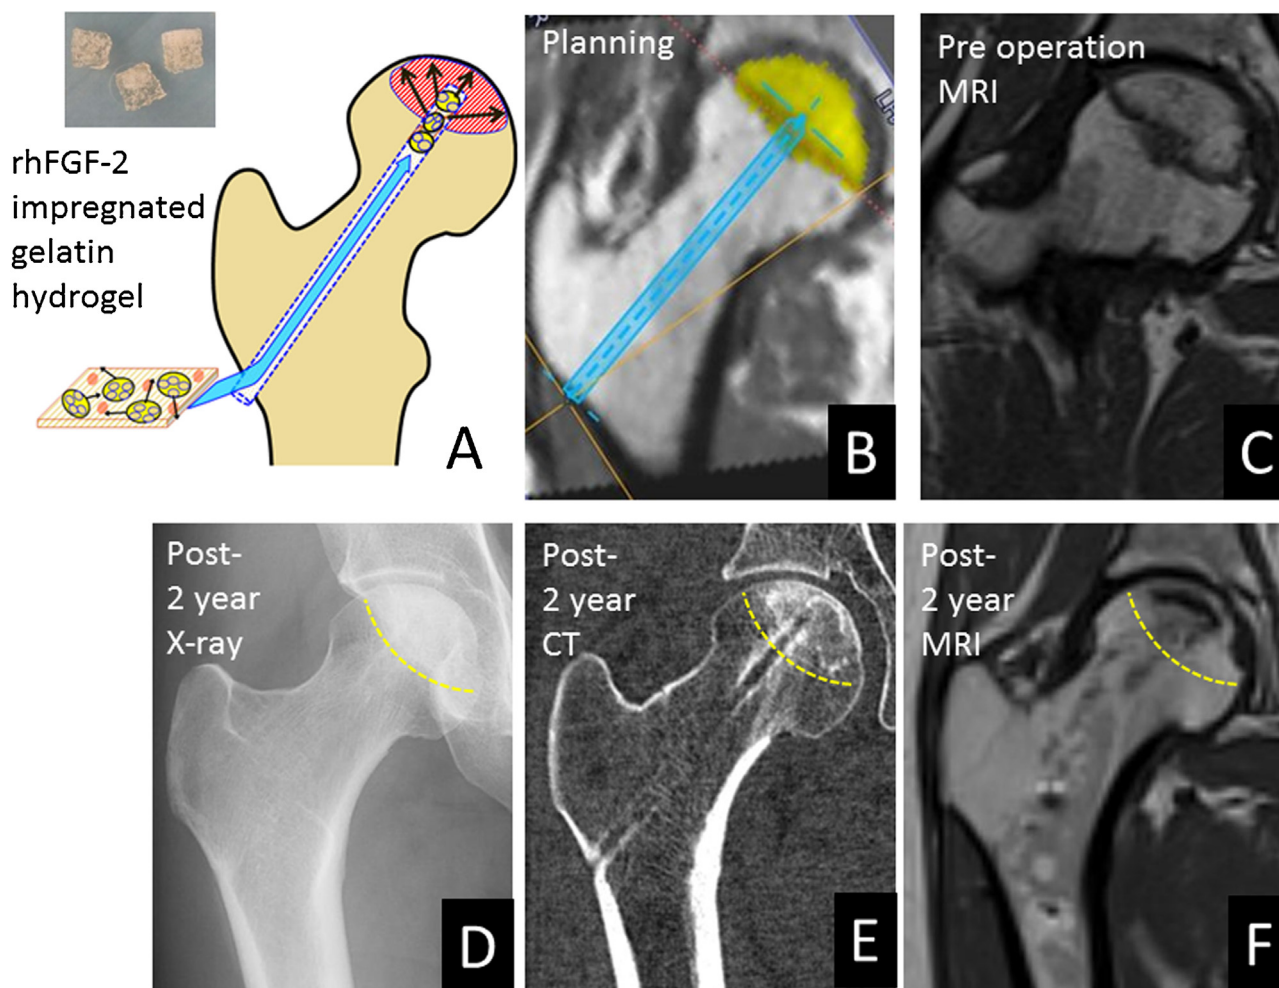 rhFGF-2
impregnated
gelatin
hydrogel
A
Planning
B
Pre operation
MRI
C
Post-
2 year
X-ray
D
Post-
2 year
CT
E
Post-
2 year
MRI
F